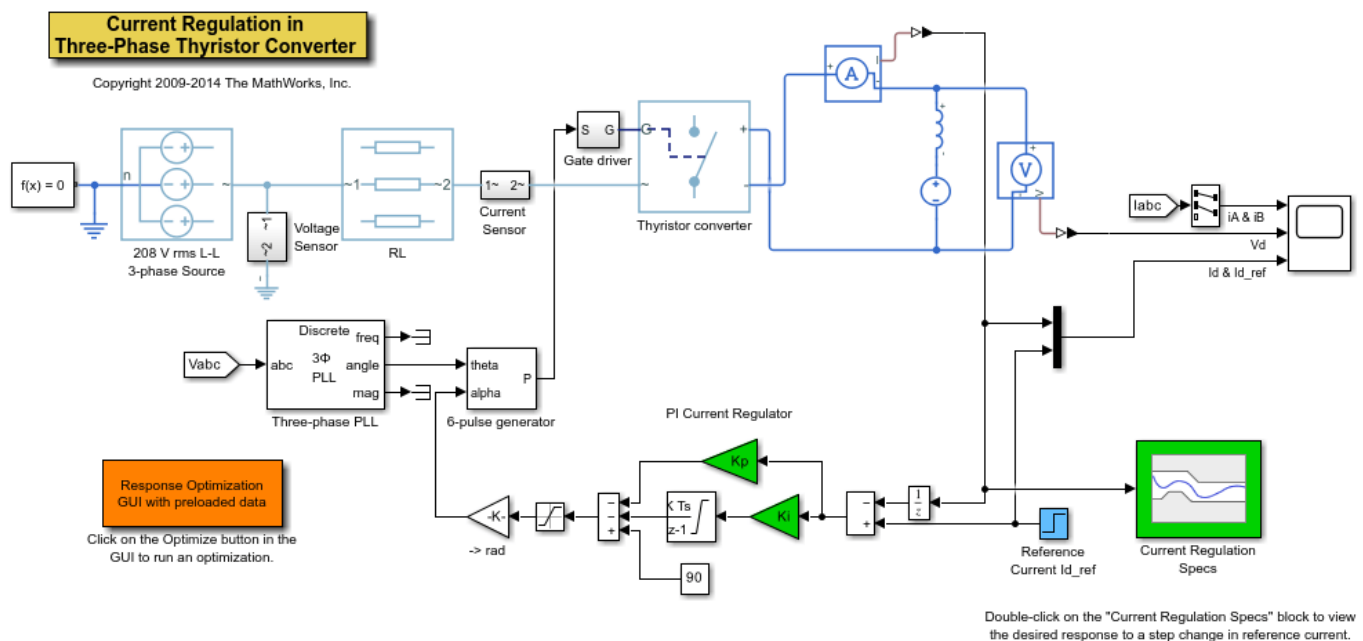 Current Regulation in
Three-Phase Thyristor Converter
Copyright 2009-2014 The MathWorks, Inc.
f(x) = 0
n
~
208 V rms L-L
3-phase Source
~2 ~1
Voltage
Sensor
~1 ~2
RL
1~ 2~
Current
Sensor
S G
Gate driver
G
~
+
-
Thyristor converter
+
A
I
-
+
-
+
-
+
V
-
V
Iabc
iA & iB
Vd
Id & Id_ref
Vabc
Discrete
abc
3Φ
PLL
freq
angle
mag
Three-phase PLL
theta
alpha
P
6-pulse generator
PI Current Regulator
Kp
Ki
K Ts
z-1
-K-
-> rad
−
−
+
90
−
+
1
z
Reference
Current Id_ref
Current Regulation
Specs
Response Optimization
GUI with preloaded data
Click on the Optimize button in the
GUI to run an optimization.
Double-click on the "Current Regulation Specs" block to view
the desired response to a step change in reference current.